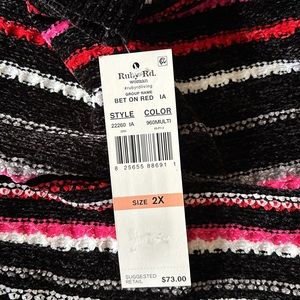 Ruby Rd.
woman
#rubyrdliving
GROUP NAME
BET ON RED IA
STYLE COLOR
22260 IA 960MULTI
8 25655 88691 1
SIZE 2X
SUGGESTED
RETAIL $73.00